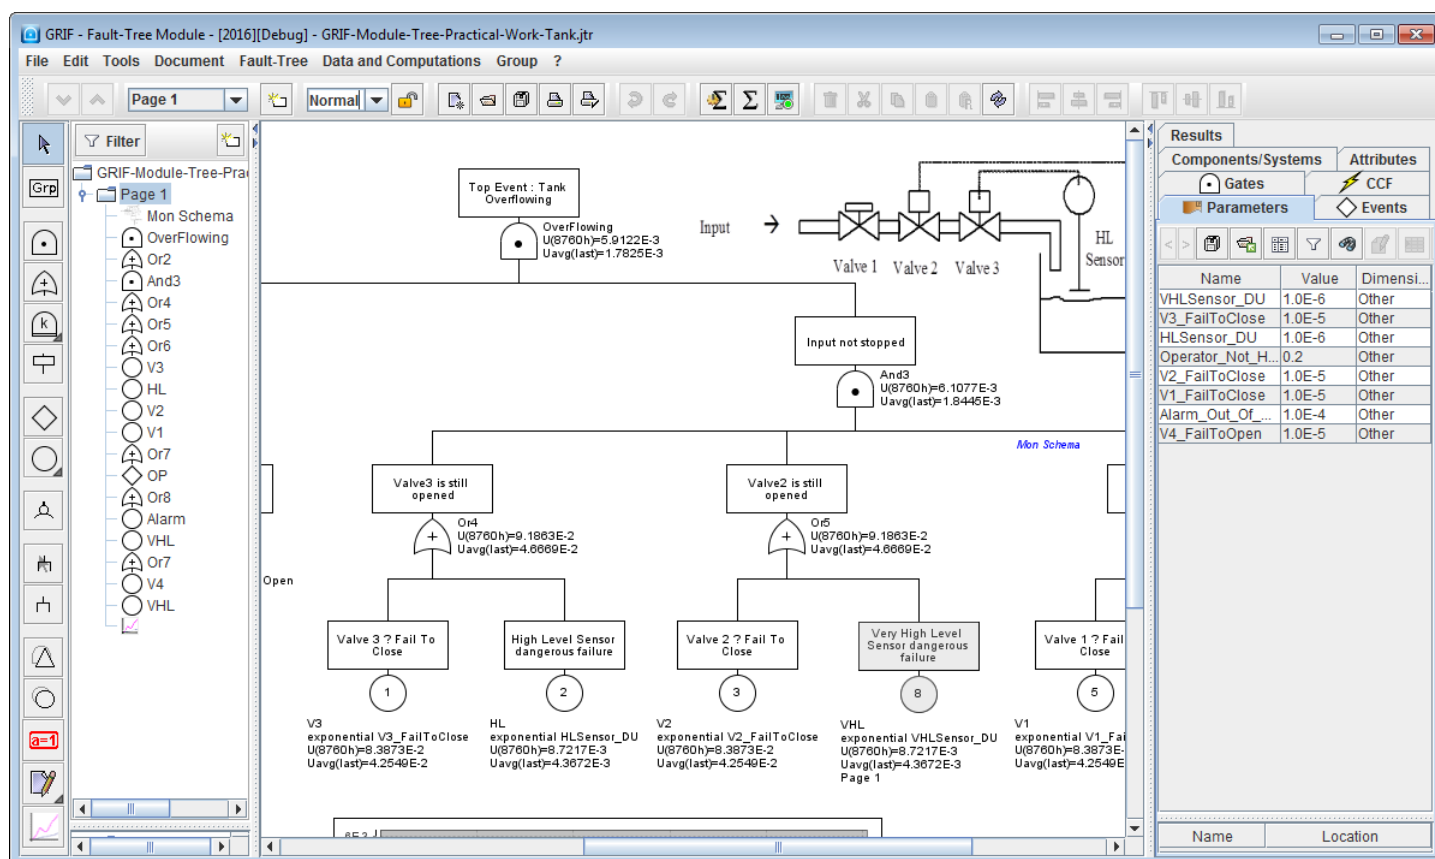 GRIF - Fault-Tree Module - [2016][Debug] - GRIF-Module-Tree-Practical-Work-Tank.jtr
File Edit Tools Document Fault-Tree Data and Computations Group ?
Page 1
Normal
Grp
k
a=1
Filter
GRIF-Module-Tree-Pra
Page 1
Mon Schema
OverFlowing
Or2
And3
Or4
Or5
Or6
V3
HL
V2
V1
Or7
OP
Or8
Alarm
VHL
Or7
V4
VHL
Top Event : Tank
Overflowing
OverFlowing
U(8760h)=5.9122E-3
Uavg(last)=1.7825E-3
Input
Valve 1 Valve 2 Valve 3
HL
Sensor
Input not stopped
And3
U(8760h)=6.1077E-3
Uavg(last)=1.8445E-3
Mon Schema
Valve3 is still
opened
Or4
U(8760h)=9.1863E-2
Uavg(last)=4.6669E-2
Valve2 is still
opened
Or5
U(8760h)=9.1863E-2
Uavg(last)=4.6669E-2
Open
Valve 3 ? Fail To
Close
1
V3
exponential V3_FailToClose
U(8760h)=8.3873E-2
Uavg(last)=4.2549E-2
High Level Sensor
dangerous failure
2
HL
exponential HLSensor_DU
U(8760h)=8.7217E-3
Uavg(last)=4.3672E-3
Valve 2 ? Fail To
Close
3
V2
exponential V2_FailToClose
U(8760h)=8.3873E-2
Uavg(last)=4.2549E-2
Very High Level
Sensor dangerous
failure
8
VHL
exponential VHLSensor_DU
U(8760h)=8.7217E-3
Uavg(last)=4.3672E-3
Page 1
Valve 1 ? Fail
Close
5
V1
exponential V1_Fai
U(8760h)=8.3873E-
Uavg(last)=4.2549E
Results
Components/Systems Attributes
Gates CCF
Parameters Events
Name Value Dimensi...
VHLSensor_DU 1.0E-6 Other
V3_FailToClose 1.0E-5 Other
HLSensor_DU 1.0E-6 Other
Operator_Not_H... 0.2 Other
V2_FailToClose 1.0E-5 Other
V1_FailToClose 1.0E-5 Other
Alarm_Out_Of_... 1.0E-4 Other
V4_FailToOpen 1.0E-5 Other
Name Location